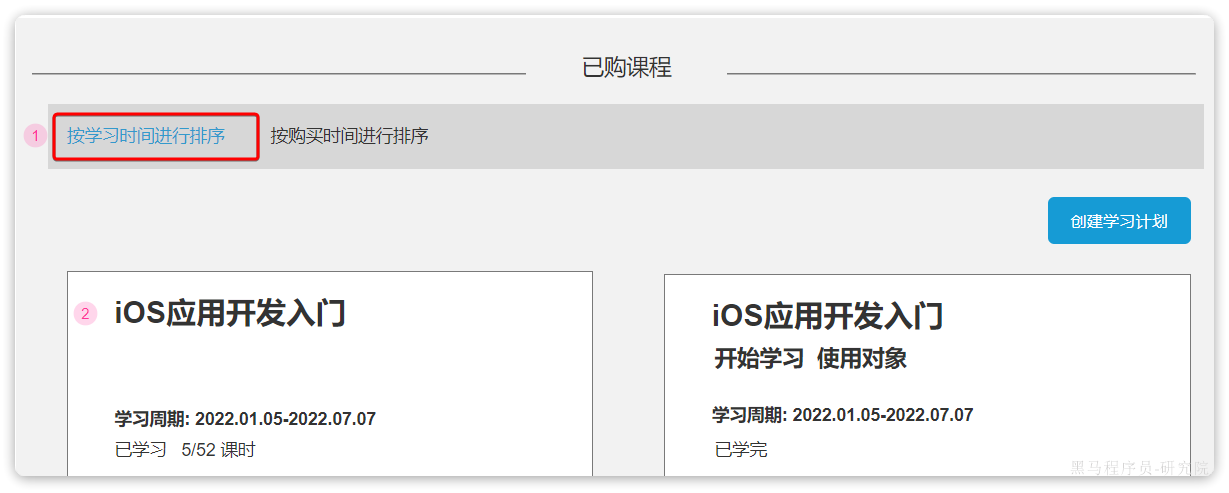 已购课程
1 按学习时间进行排序 按购买时间进行排序
创建学习计划
2 iOS应用开发入门
学习周期: 2022.01.05-2022.07.07
已学习 5/52 课时
iOS应用开发入门
开始学习 使用对象
学习周期: 2022.01.05-2022.07.07
已学完
黑马程序员-研究院